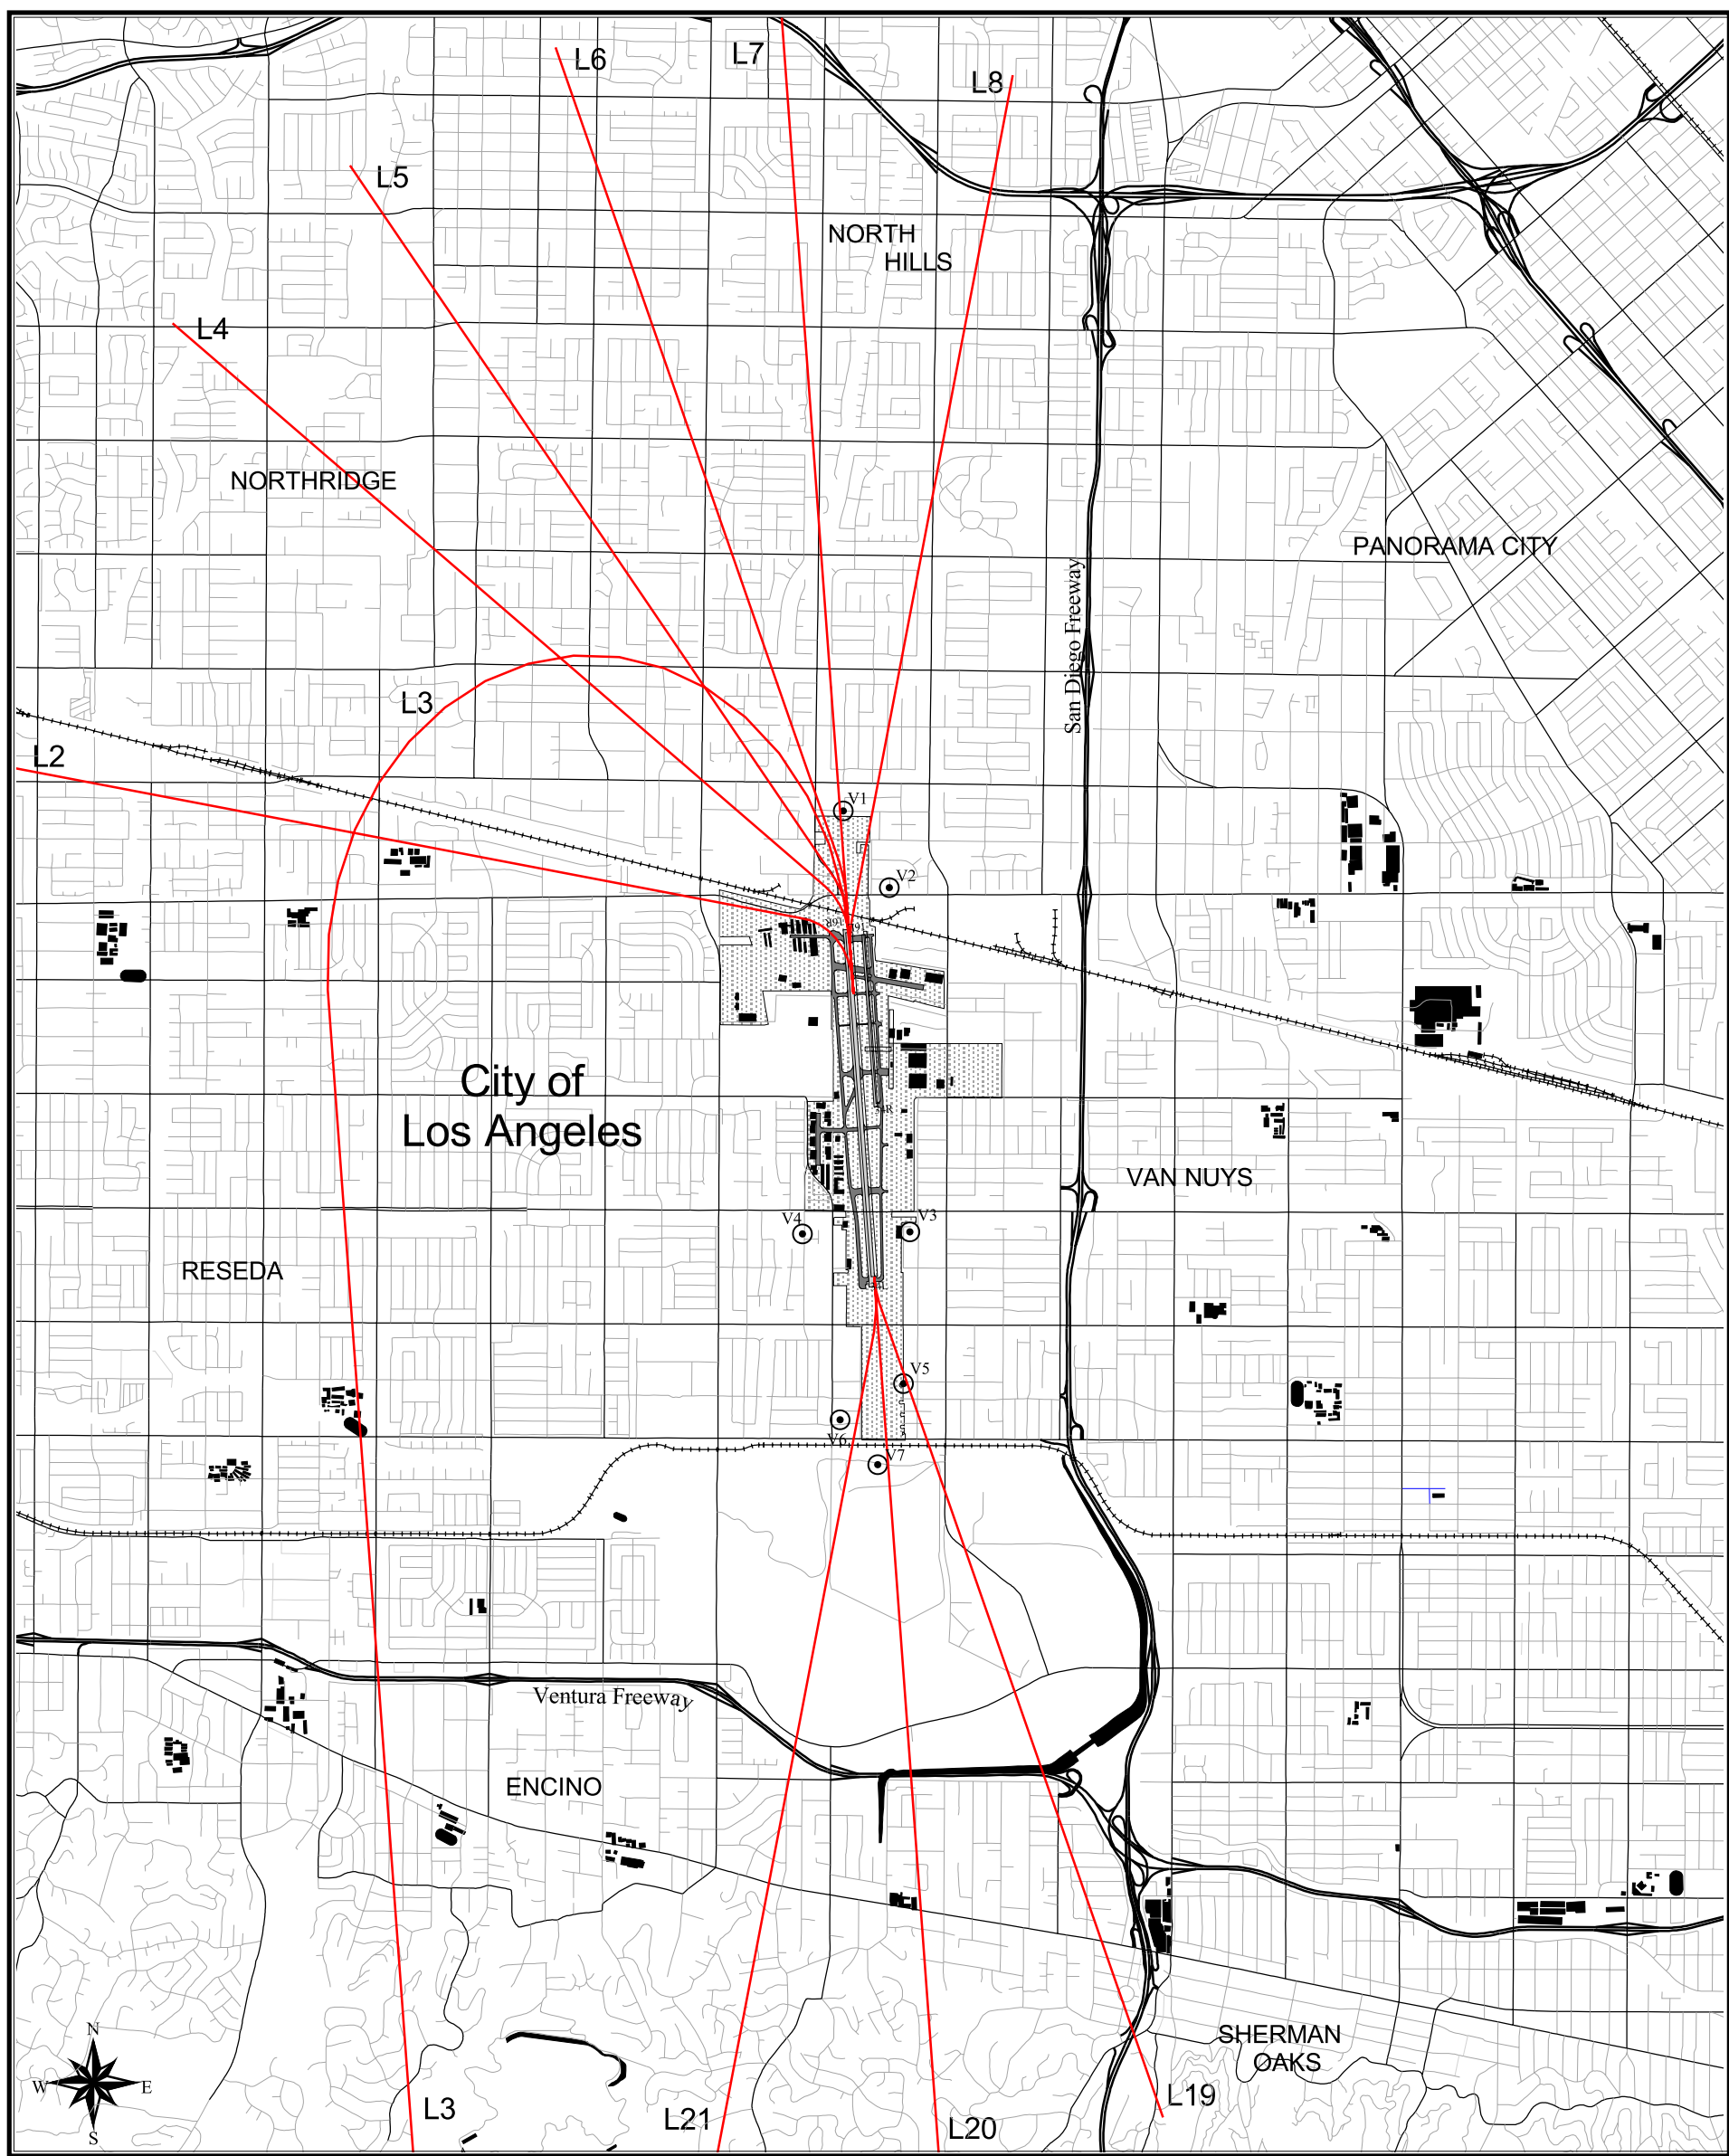 L6
L7
L8
L5
NORTH
HILLS
L4
NORTHRIDGE
PANORAMA CITY
San Diego Freeway
L3
L2
V1
V2
City of
Los Angeles
VAN NUYS
V4
V3
RESEDA
V5
V6
V7
Ventura Freeway
ENCINO
N
W
E
S
SHERMAN
OAKS
L3
L21
L20
L19